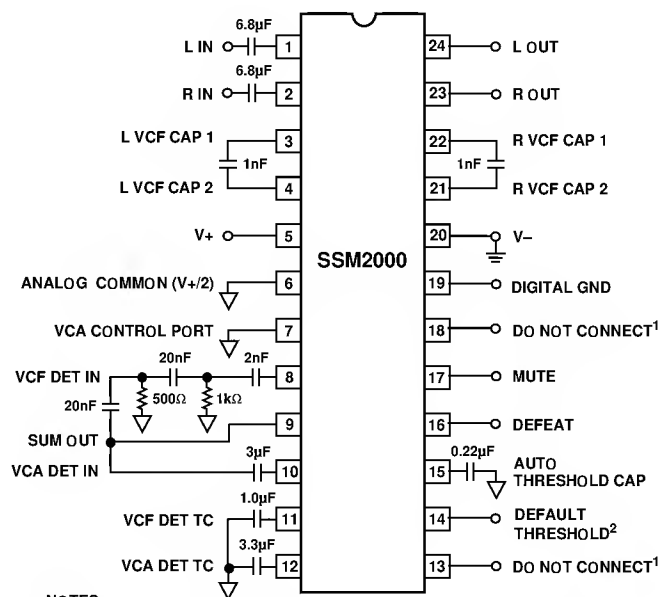 6.8µF
L IN
1
24
L OUT
6.8µF
R IN
2
23
R OUT
L VCF CAP 1
3
22
R VCF CAP 1
1nF
1nF
L VCF CAP 2
4
21
R VCF CAP 2
V+
5
20
V–
SSM2000
ANALOG COMMON (V+/2)
6
19
DIGITAL GND
VCA CONTROL PORT
7
18
DO NOT CONNECT1
20nF
2nF
VCF DET IN
8
17
MUTE
20nF
500Ω
1kΩ
SUM OUT
9
16
DEFEAT
VCA DET IN
3µF
10
15
0.22µF
AUTO
THRESHOLD CAP
VCF DET TC
1.0µF
11
14
DEFAULT
THRESHOLD2
VCA DET TC
3.3µF
12
13
DO NOT CONNECT1